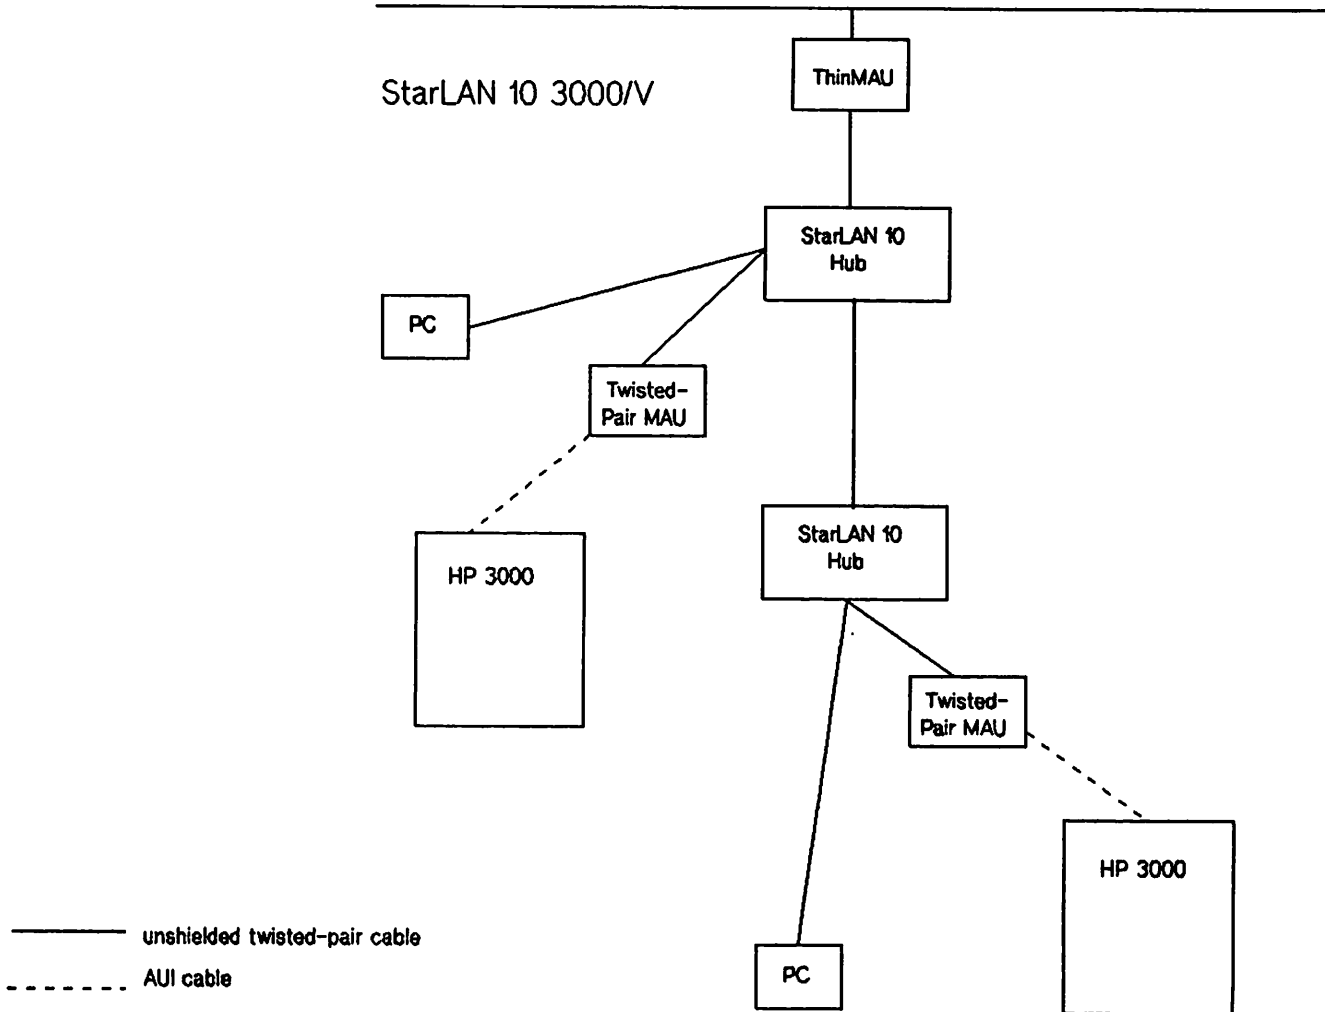 ThinMAU
StarLAN 10 3000/V
StarLAN 10
Hub
PC
Twisted-
Pair MAU
StarLAN 10
Hub
HP 3000
Twisted-
Pair MAU
HP 3000
unshielded twisted-pair cable
PC
AUI cable